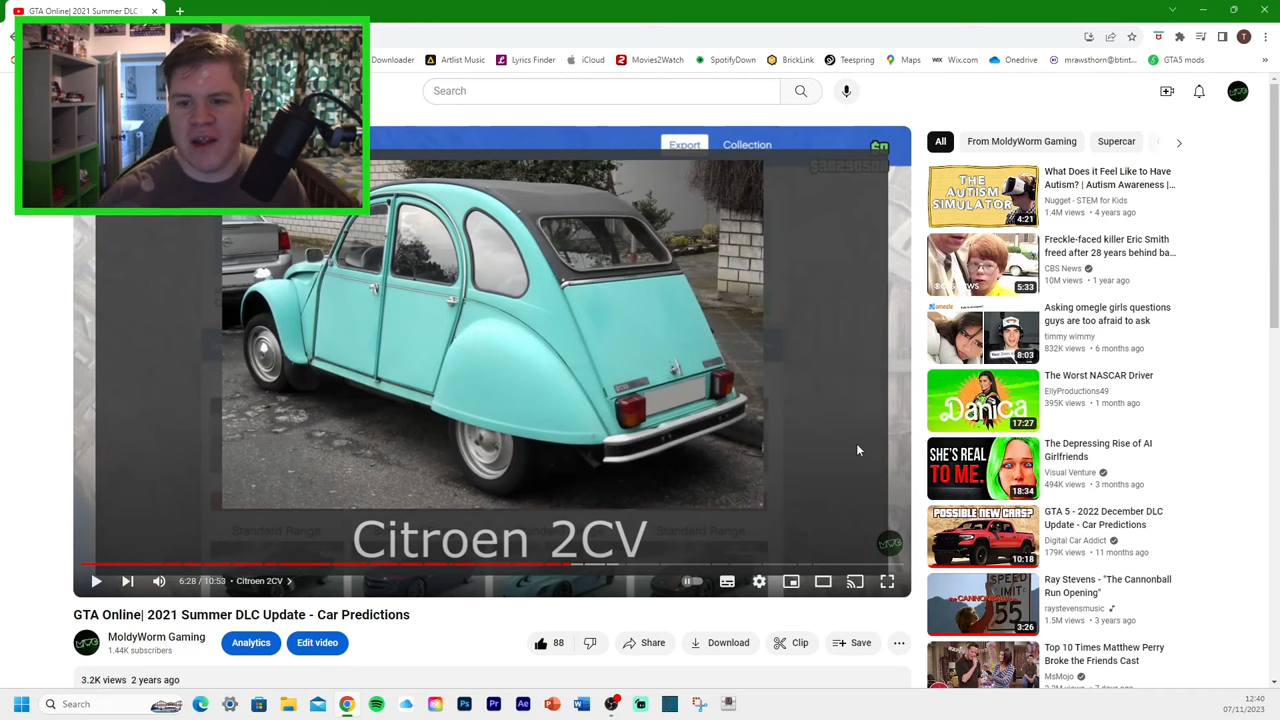 GTA Online| 2021 Summer DLC
Downloader
Artlist Music
Lyrics Finder
iCloud
Movies2Watch
SpotifyDown
BrickLink
Teespring
Maps
Wix.com
Onedrive
mrawsthorn@btint...
GTA5 mods
Search
Export
Collection
$0
Citroen 2CV
6:28 / 10:53 • Citroen 2CV
GTA Online| 2021 Summer DLC Update - Car Predictions
MoldyWorm Gaming
1.44K subscribers
Analytics
Edit video
88
Share
Download
Clip
Save
3.2K views 2 years ago
All
From MoldyWorm Gaming
Supercar
THE
AUTISM
SIMULATOR
4:21
What Does it Feel Like to Have
Autism? | Autism Awareness |...
Nugget - STEM for Kids
1.4M views • 4 years ago
CBS NEWS
5:33
Freckle-faced killer Eric Smith
freed after 28 years behind ba...
CBS News
10M views • 1 year ago
omegle
8:03
Asking omegle girls questions
guys are too afraid to ask
timmy wimmy
832K views • 6 months ago
Danica
17:27
The Worst NASCAR Driver
EllyProductions49
395K views • 1 month ago
SHE'S REAL
TO ME.
18:34
The Depressing Rise of AI
Girlfriends
Visual Venture
494K views • 3 months ago
POSSIBLE NEW CARS?
10:18
GTA 5 - 2022 December DLC
Update - Car Predictions
Digital Car Addict
179K views • 11 months ago
SPEED
LIMIT
55
3:26
Ray Stevens - "The Cannonball
Run Opening"
raystevensmusic
1.5M views • 3 years ago
Top 10 Times Matthew Perry
Broke the Friends Cast
MsMojo
Search
12:40
07/11/2023